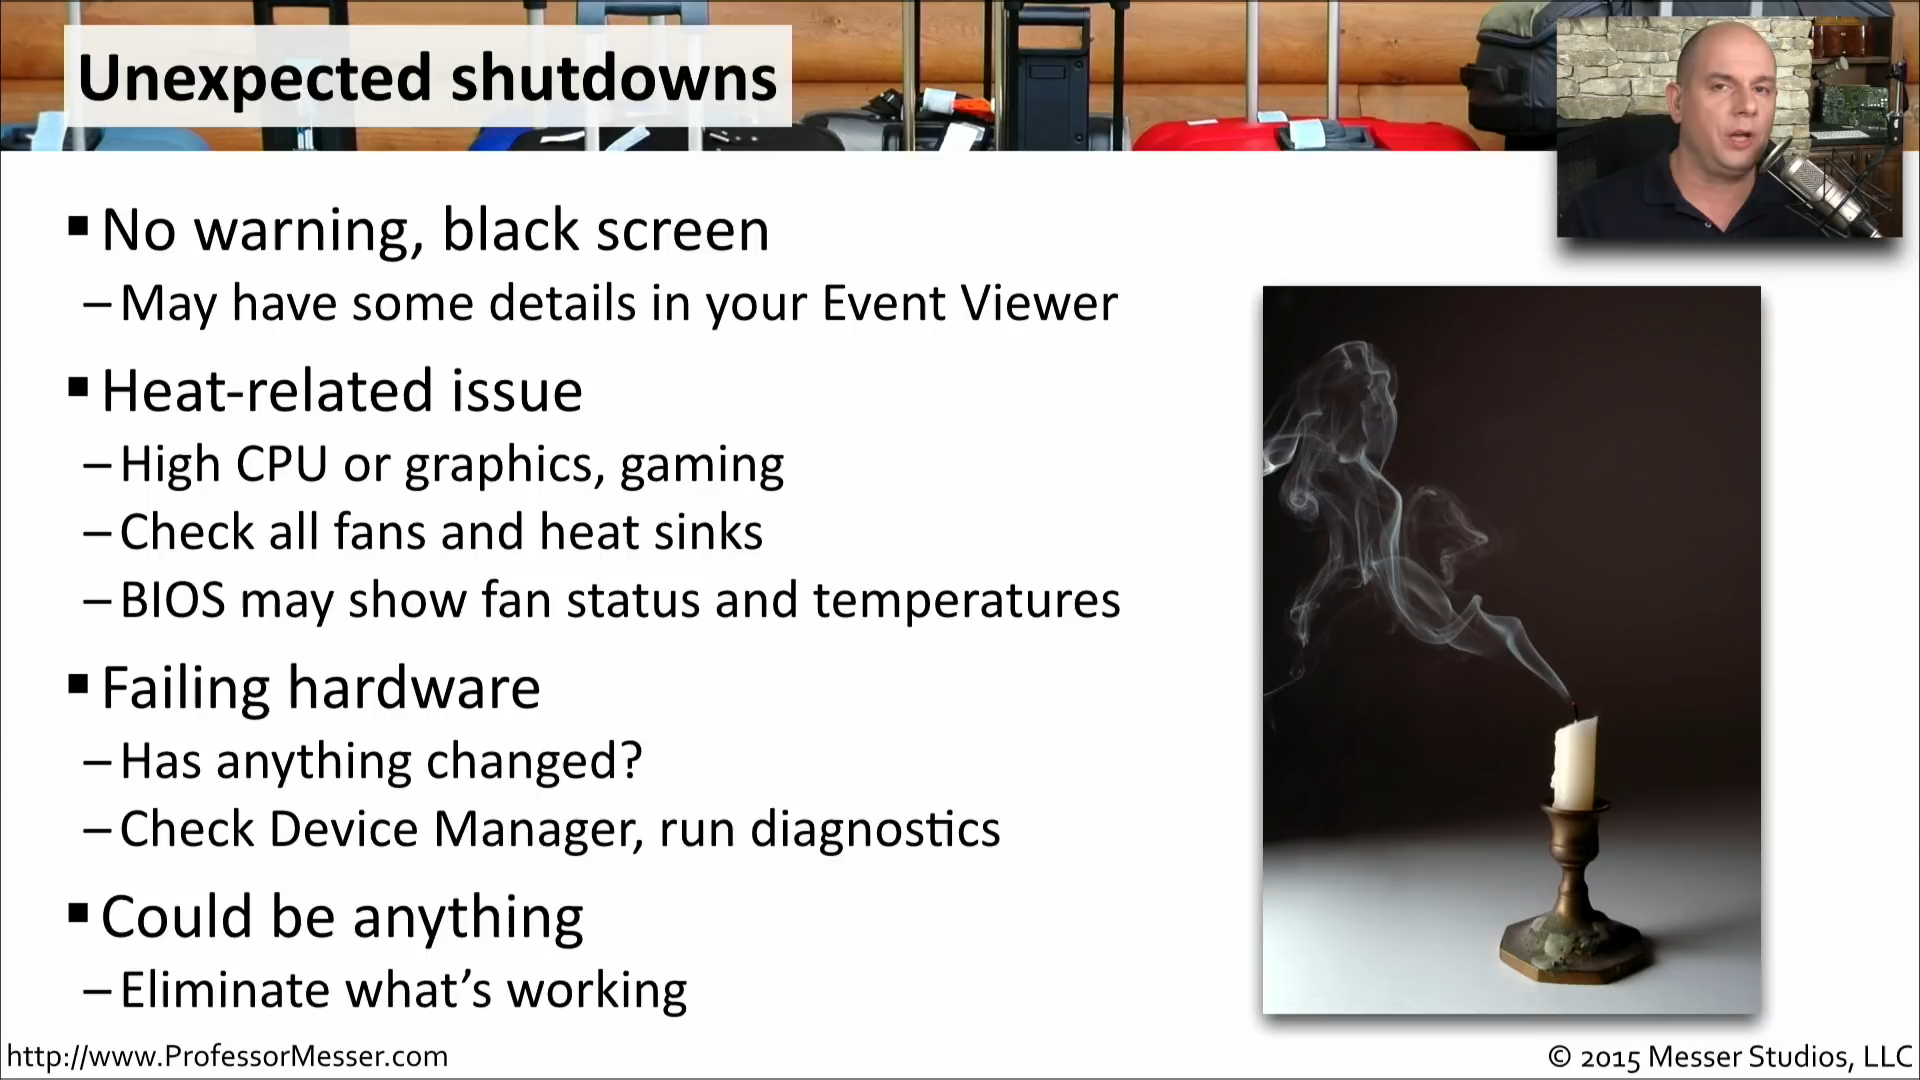 Unexpected shutdowns
▪ No warning, black screen
– May have some details in your Event Viewer
▪ Heat-related issue
– High CPU or graphics, gaming
– Check all fans and heat sinks
– BIOS may show fan status and temperatures
▪ Failing hardware
– Has anything changed?
– Check Device Manager, run diagnostics
▪ Could be anything
– Eliminate what’s working
http://www.ProfessorMesser.com
© 2015 Messer Studios, LLC